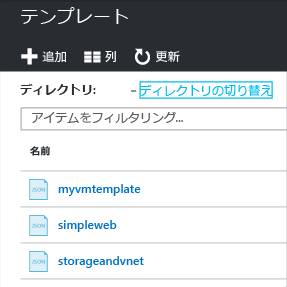 テンプレート
追加 列 更新
ディレクトリ: - ディレクトリの切り替え
アイテムをフィルタリング...
名前
JSON myvmtemplate
JSON simpleweb
JSON storageandvnet